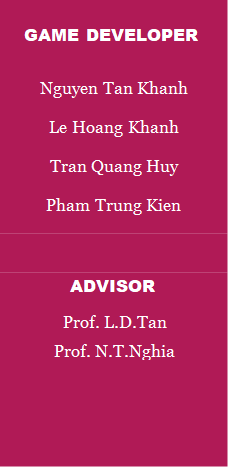 GAME DEVELOPER
Nguyen Tan Khanh
Le Hoang Khanh
Tran Quang Huy
Pham Trung Kien
ADVISOR
Prof. L.D.Tan
Prof. N.T.Nghia